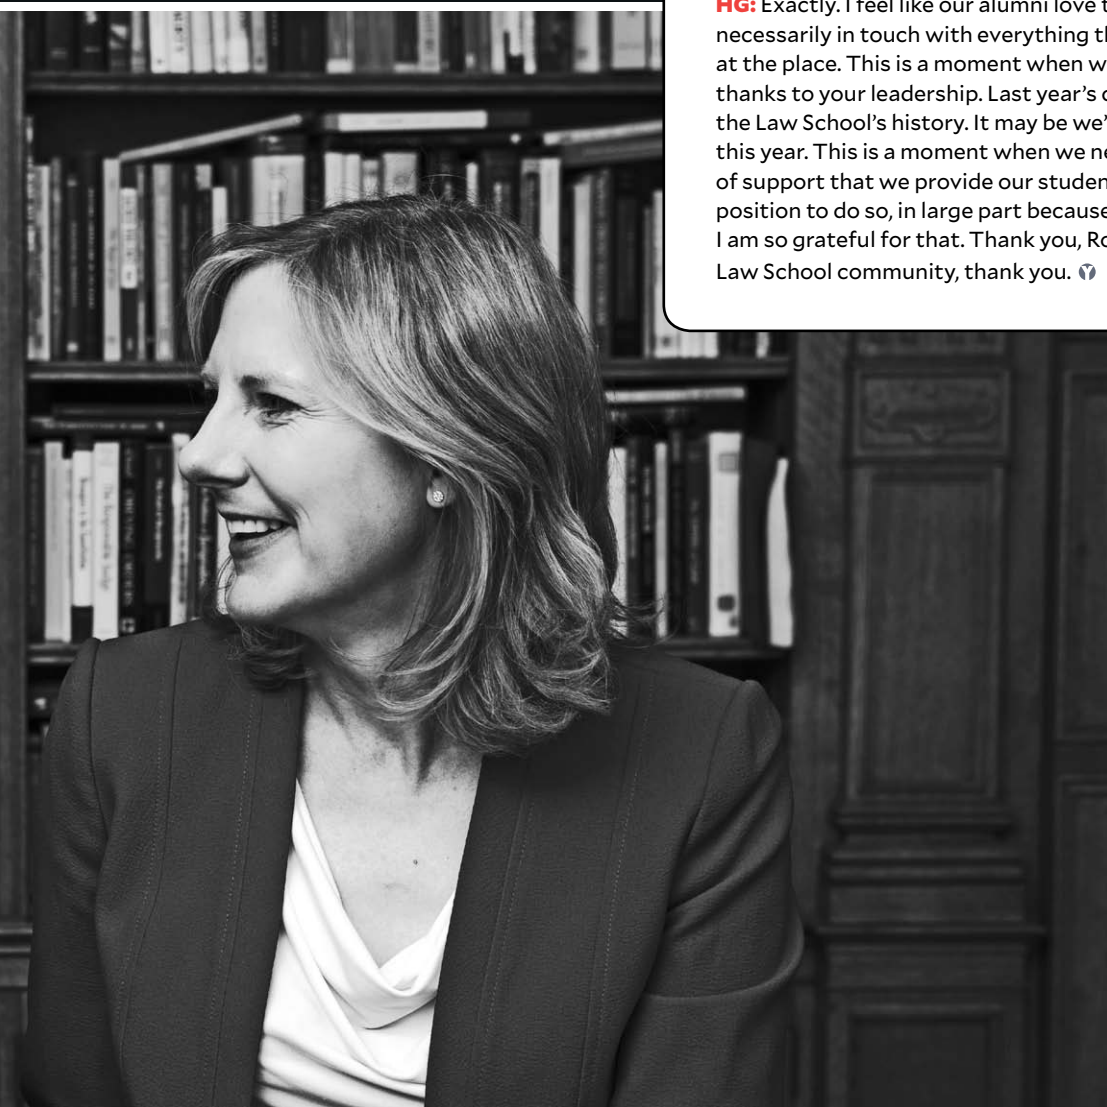 HG: Exactly. I feel like our alumni love t
necessarily in touch with everything th
at the place. This is a moment when w
thanks to your leadership. Last year’s c
the Law School’s history. It may be we’
this year. This is a moment when we ne
of support that we provide our studen
position to do so, in large part because
I am so grateful for that. Thank you, Ro
Law School community, thank you.